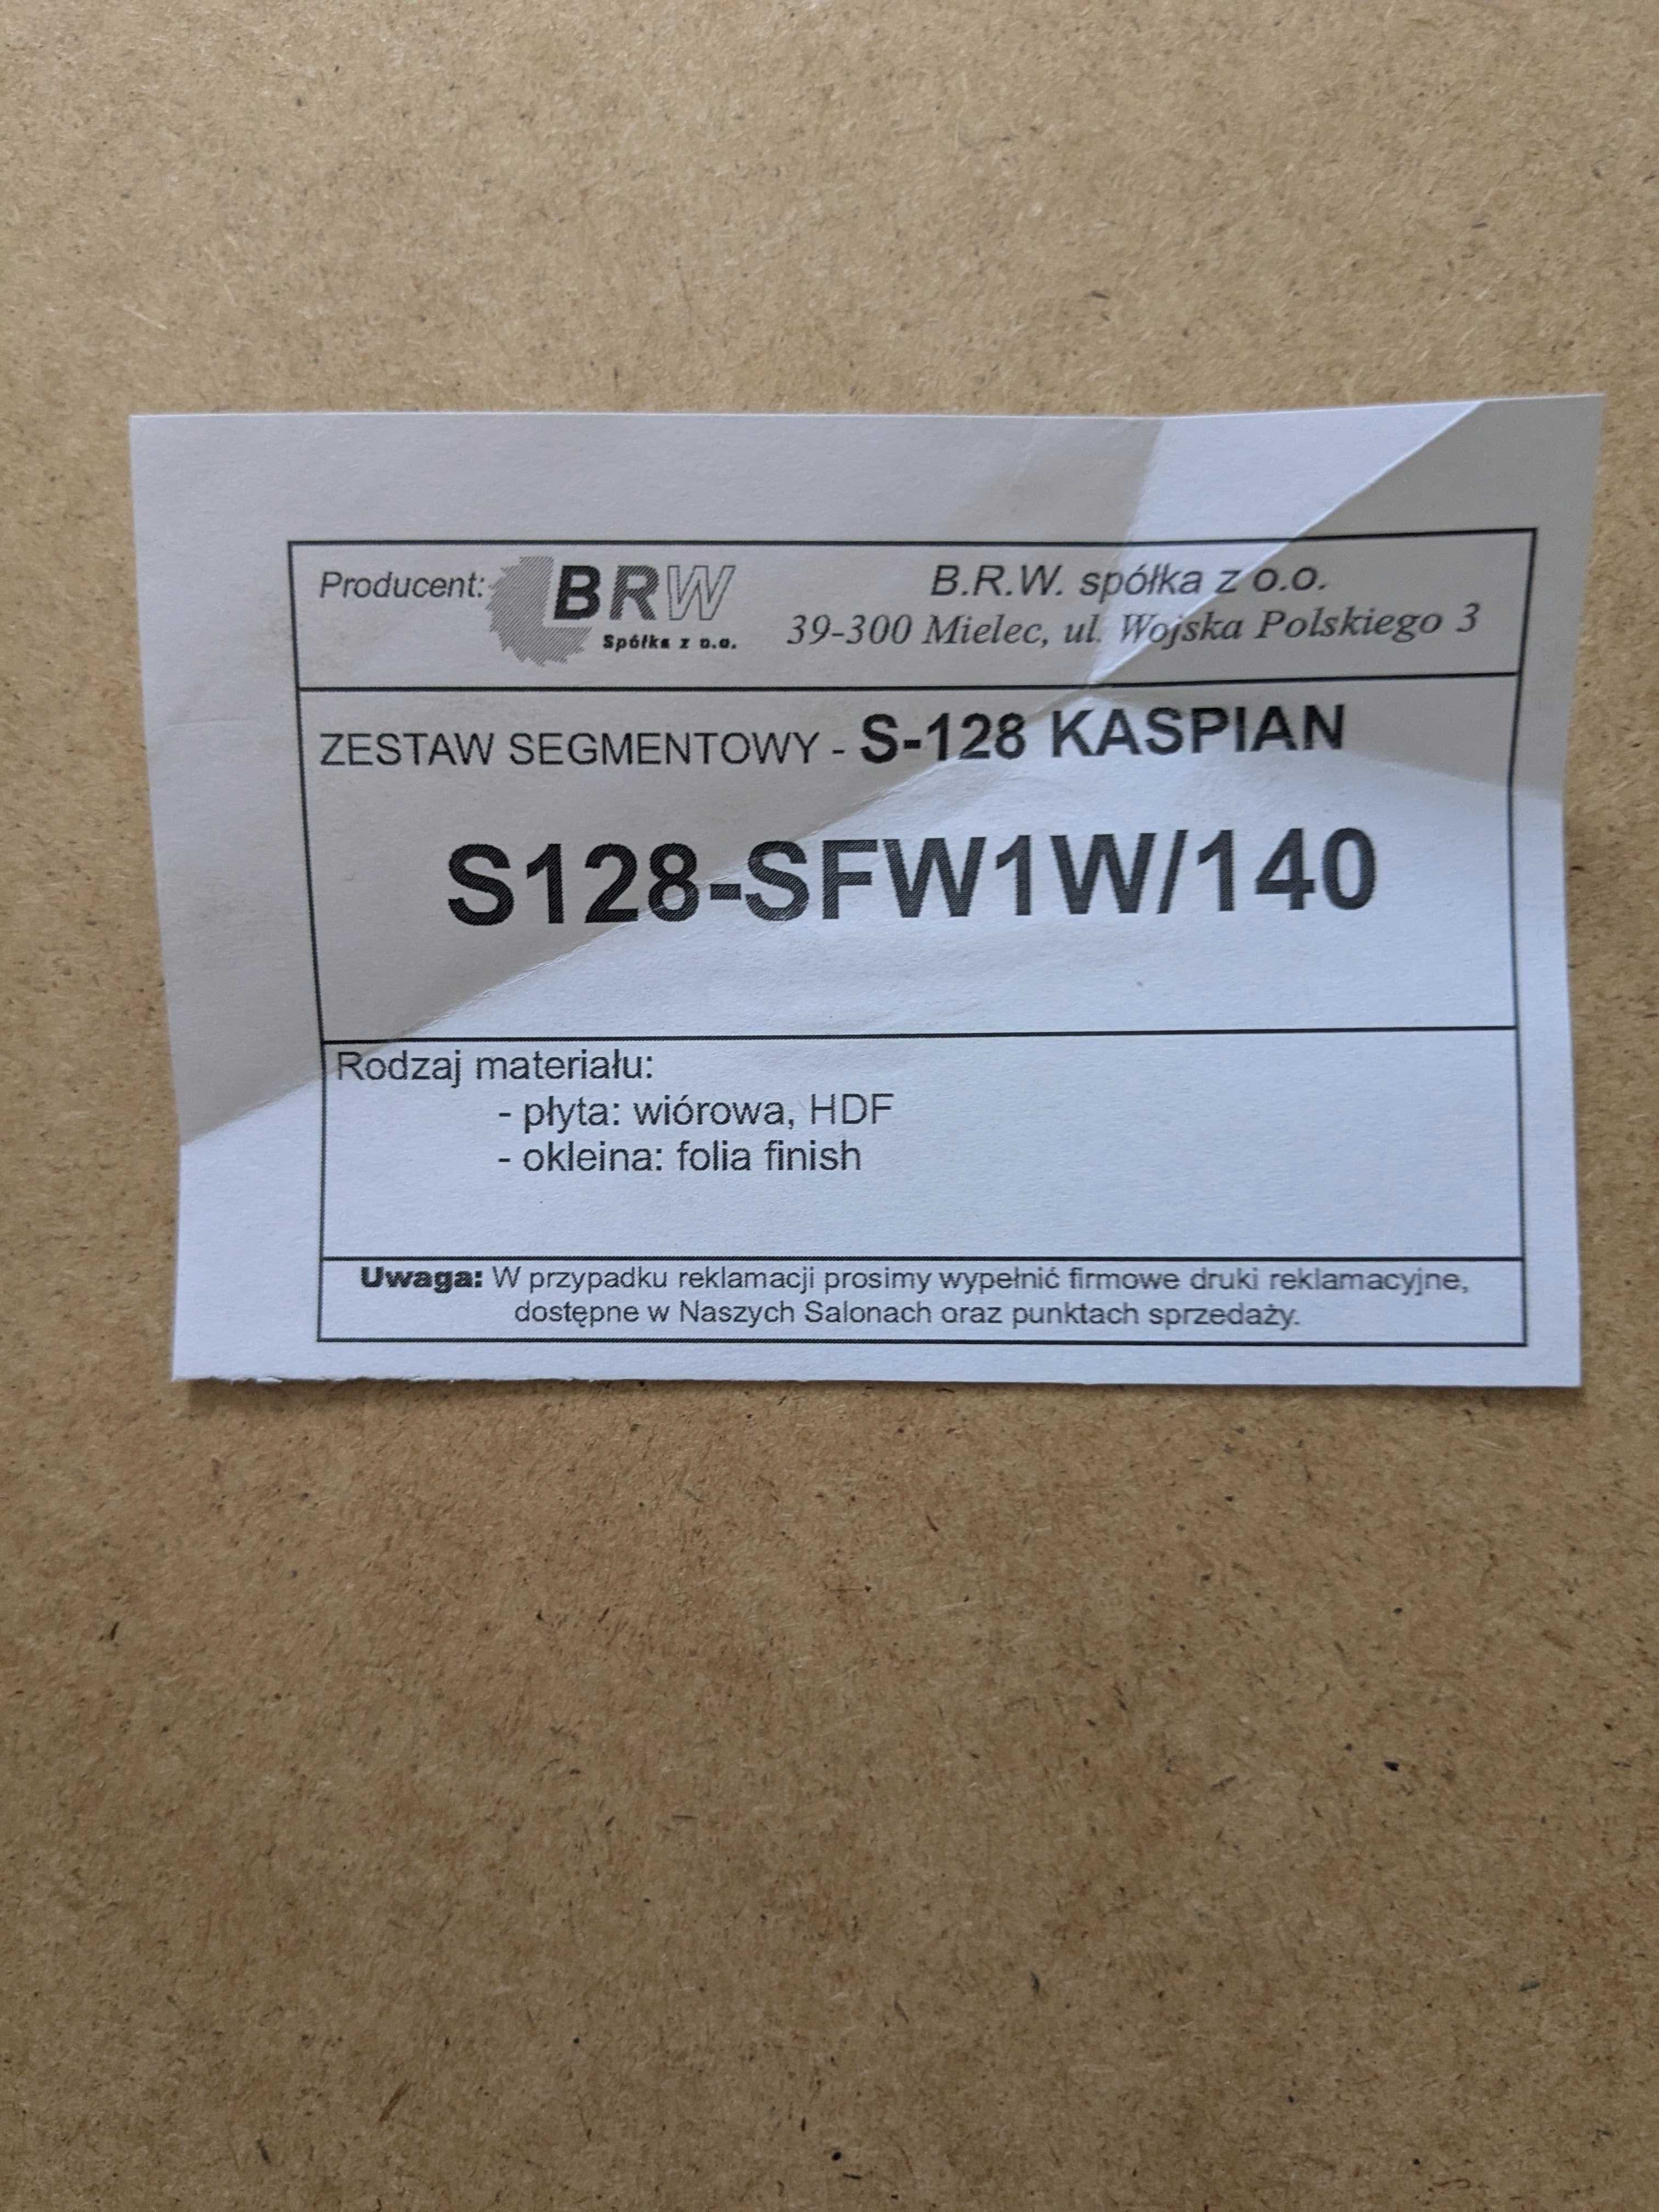 Producent: BRW
Spółka z o.o.
B.R.W. spółka z o.o.
39-300 Mielec, ul. Wojska Polskiego 3
ZESTAW SEGMENTOWY - S-128 KASPIAN
S128-SFW1W/140
Rodzaj materiału:
- płyta: wiórowa, HDF
- okleina: folia finish
Uwaga: W przypadku reklamacji prosimy wypełnić firmowe druki reklamacyjne,
dostępne w Naszych Salonach oraz punktach sprzedaży.